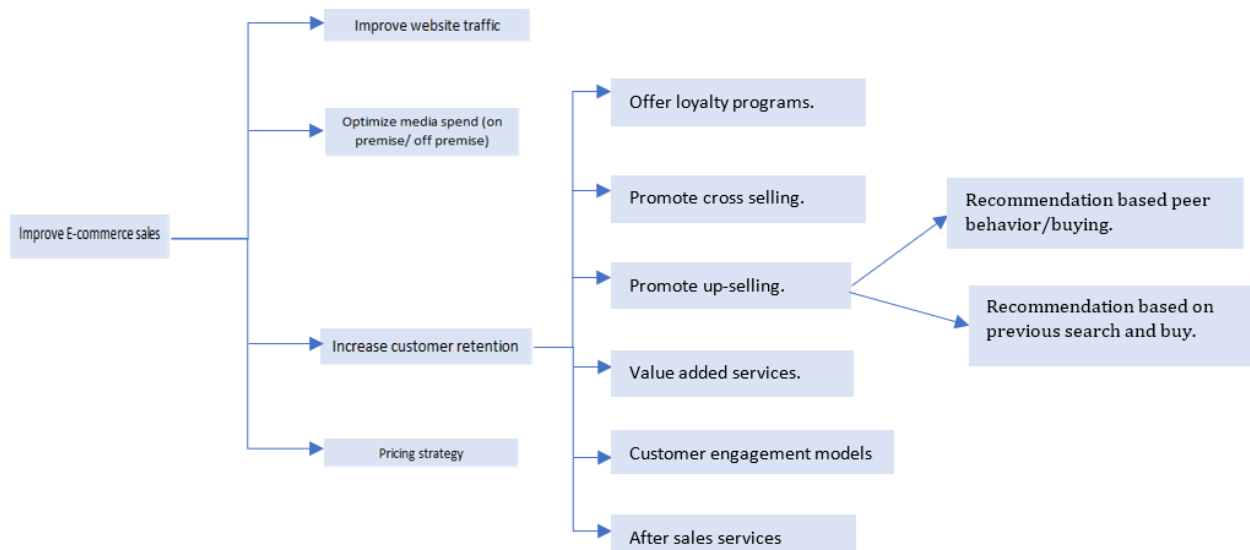 Improve website traffic
Optimize media spend (on
premise/ off premise)
Improve E-commerce sales
Increase customer retention
Pricing strategy
Offer loyalty programs.
Promote cross selling.
Promote up-selling.
Value added services.
Customer engagement models
After sales services
Recommendation based peer
behavior/buying.
Recommendation based on
previous search and buy.